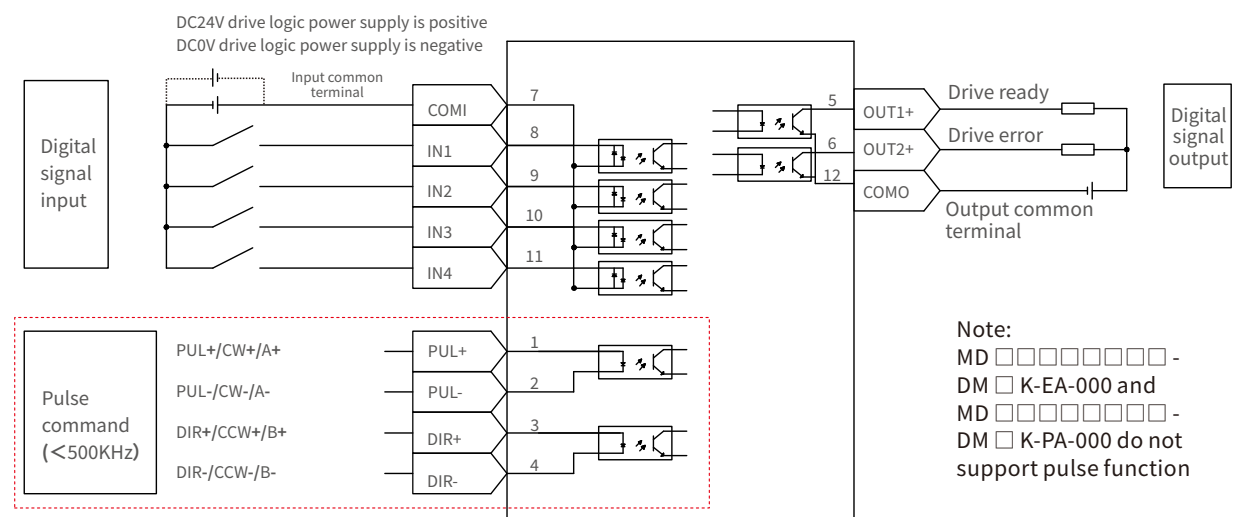 DC24V drive logic power supply is positive
DC0V drive logic power supply is negative
Digital
signal
input
Input common
terminal
COMI
IN1
IN2
IN3
IN4
7
8
9
10
11
5
6
12
OUT1+
OUT2+
COMO
Drive ready
Drive error
Output common
terminal
Digital
signal
output
Pulse
command
(<500KHz)
PUL+/CW+/A+
PUL-/CW-/A-
DIR+/CCW+/B+
DIR-/CCW-/B-
PUL+
PUL-
DIR+
DIR-
1
2
3
4
Note:
MD □□□□□□□□ -
DM □ K-EA-000 and
MD □□□□□□□□ -
DM □ K-PA-000 do not
support pulse function